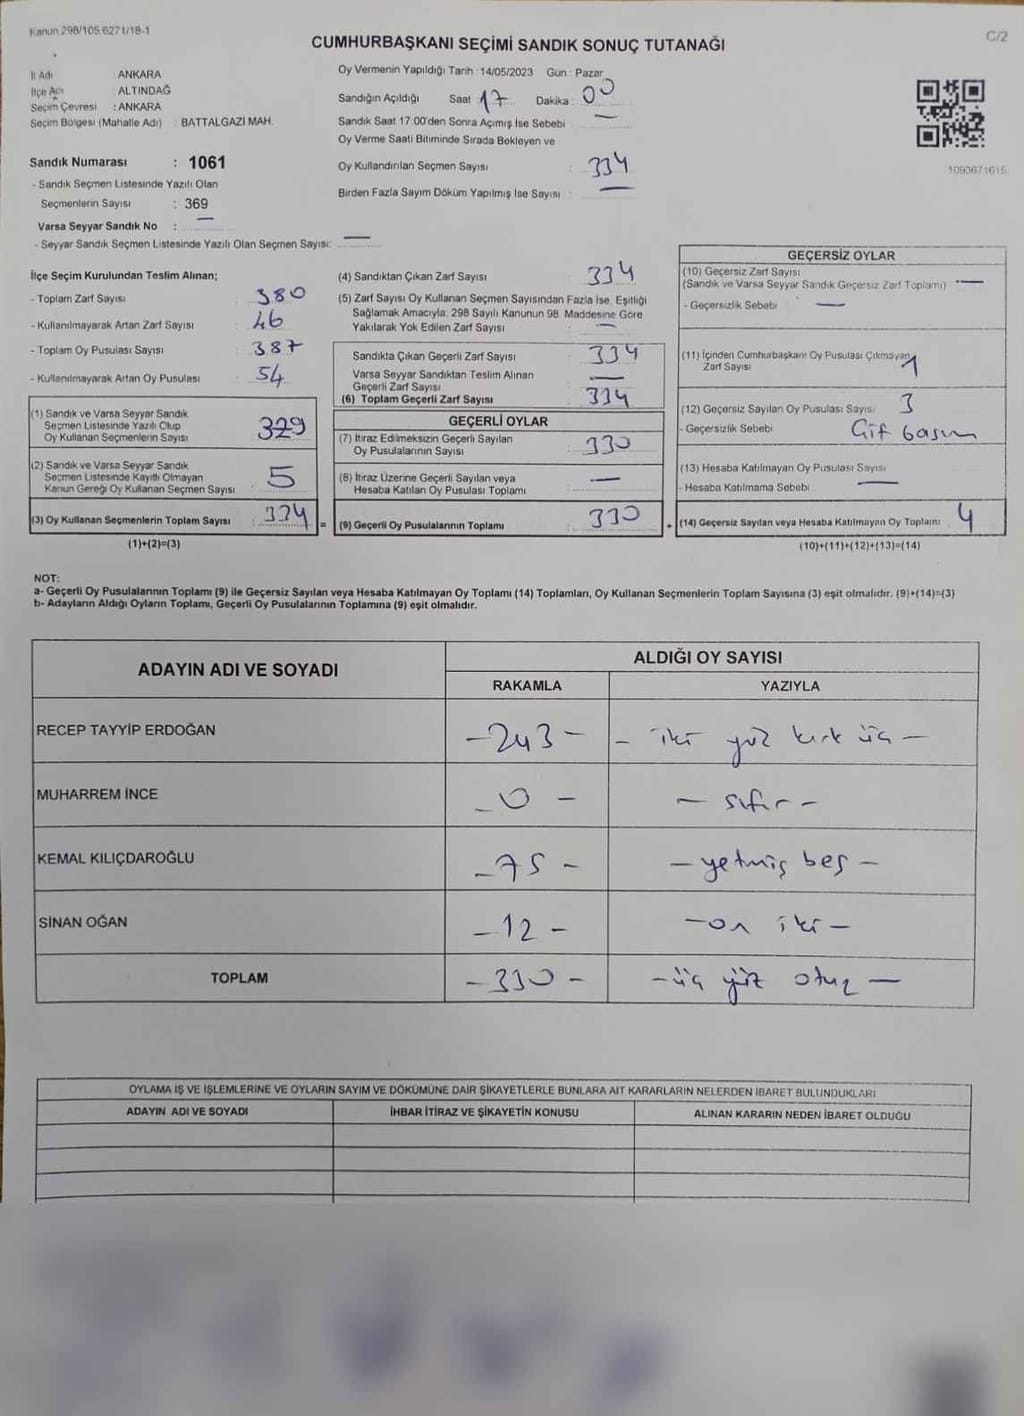 Kanun 298/105,6271/18-1
C/2
CUMHURBAŞKANI SEÇİMİ SANDIK SONUÇ TUTANAĞI
İl Adı : ANKARA
İlçe Adı : ALTINDAĞ
Seçim Çevresi : ANKARA
Seçim Bölgesi (Mahalle Adı) : BATTALGAZİ MAH.
Sandık Numarası : 1061
- Sandık Seçmen Listesinde Yazılı Olan
Seçmenlerin Sayısı : 369
Varsa Seyyar Sandık No : —
- Seyyar Sandık Seçmen Listesinde Yazılı Olan Seçmen Sayısı: —
Oy Vermenin Yapıldığı Tarih : 14/05/2023 Gün : Pazar
Sandığın Açıldığı Saat : 17 Dakika : 00
Sandık Saat 17:00'den Sonra Açımış İse Sebebi : —
Oy Verme Saati Bitiminde Sırada Bekleyen ve
Oy Kullandırılan Seçmen Sayısı : 334
Birden Fazla Sayım Döküm Yapılmış İse Sayısı : —
1093671615
İlçe Seçim Kurulundan Teslim Alınan;
- Toplam Zarf Sayısı : 380
- Kullanılmayarak Artan Zarf Sayısı : 46
- Toplam Oy Pusulası Sayısı : 387
- Kullanılmayarak Artan Oy Pusulası : 54
(1) Sandık ve Varsa Seyyar Sandık
Seçmen Listesinde Yazılı Olup
Oy Kullanan Seçmenlerin Sayısı : 329
(2) Sandık ve Varsa Seyyar Sandık
Seçmen Listesinde Kayıtlı Olmayan
Kanun Gereği Oy Kullanan Seçmen Sayısı : 5
(3) Oy Kullanan Seçmenlerin Toplam Sayısı : 334 =
(1)+(2)=(3)
(4) Sandıktan Çıkan Zarf Sayısı : 334
(5) Zarf Sayısı Oy Kullanan Seçmen Sayısından Fazla İse, Eşitliği
Sağlamak Amacıyla; 298 Sayılı Kanunun 98. Maddesine Göre
Yakılarak Yok Edilen Zarf Sayısı : —
Sandıkta Çıkan Geçerli Zarf Sayısı : 334
Varsa Seyyar Sandıktan Teslim Alınan
Geçerli Zarf Sayısı : —
(6) Toplam Geçerli Zarf Sayısı : 334
GEÇERLİ OYLAR
(7) İtiraz Edilmeksizin Geçerli Sayılan
Oy Pusulalarının Sayısı : 330
(8) İtiraz Üzerine Geçerli Sayılan veya
Hesaba Katılan Oy Pusulası Toplamı : —
(9) Geçerli Oy Pusulalarının Toplamı : 330 +
GEÇERSİZ OYLAR
(10) Geçersiz Zarf Sayısı
(Sandık ve Varsa Seyyar Sandık Geçersiz Zarf Toplamı) : —
- Geçersizlik Sebebi : —
(11) İçinden Cumhurbaşkanı Oy Pusulası Çıkmayan
Zarf Sayısı : 1
(12) Geçersiz Sayılan Oy Pusulası Sayısı : 3
- Geçersizlik Sebebi : Çift basım
(13) Hesaba Katılmayan Oy Pusulası Sayısı
- Hesaba Katılmama Sebebi : —
(14) Geçersiz Sayılan veya Hesaba Katılmayan Oy Toplamı : 4
(10)+(11)+(12)+(13)=(14)
NOT:
a- Geçerli Oy Pusulalarının Toplamı (9) ile Geçersiz Sayılan veya Hesaba Katılmayan Oy Toplamı (14) Toplamları, Oy Kullanan Seçmenlerin Toplam Sayısına (3) eşit olmalıdır. (9)+(14)=(3)
b- Adayların Aldığı Oyların Toplamı, Geçerli Oy Pusulalarının Toplamına (9) eşit olmalıdır.
ADAYIN ADI VE SOYADI
ALDIĞI OY SAYISI
RAKAMLA YAZIYLA
RECEP TAYYİP ERDOĞAN -243- - iki yüz kırk üç -
MUHARREM İNCE -0- - sıfır -
KEMAL KILIÇDAROĞLU -75- - yetmiş beş -
SİNAN OĞAN -12- - on iki -
TOPLAM -330- - üç yüz otuz -
OYLAMA İŞ VE İŞLEMLERİNE VE OYLARIN SAYIM VE DÖKÜMÜNE DAİR ŞİKAYETLERLE BUNLARA AİT KARARLARIN NELERDEN İBARET BULUNDUKLARI
ADAYIN ADI VE SOYADI İHBAR İTİRAZ VE ŞİKAYETİN KONUSU ALINAN KARARIN NEDEN İBARET OLDUĞU